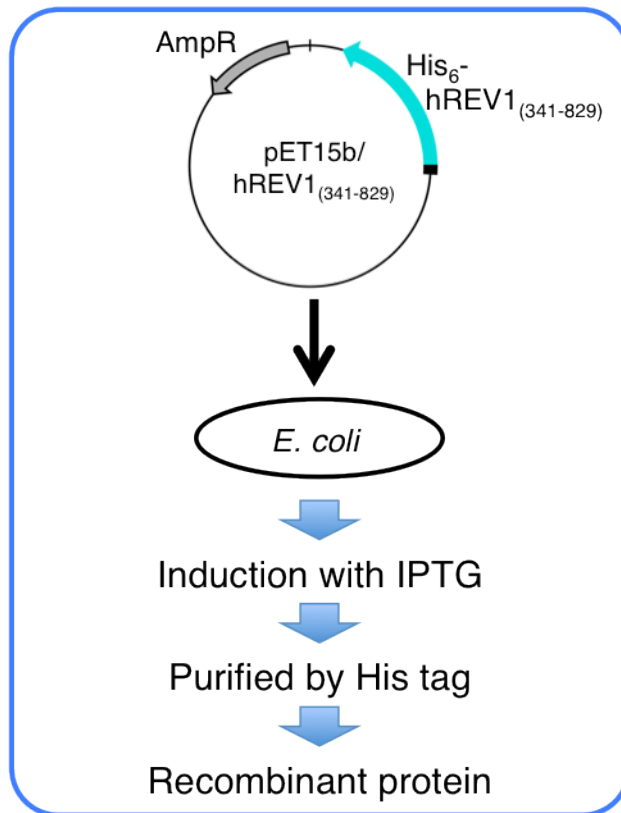 AmpR
His₆-
hREV1₍₃₄₁₋₈₂₉₎
pET15b/
hREV1₍₃₄₁₋₈₂₉₎
E. coli
Induction with IPTG
Purified by His tag
Recombinant protein